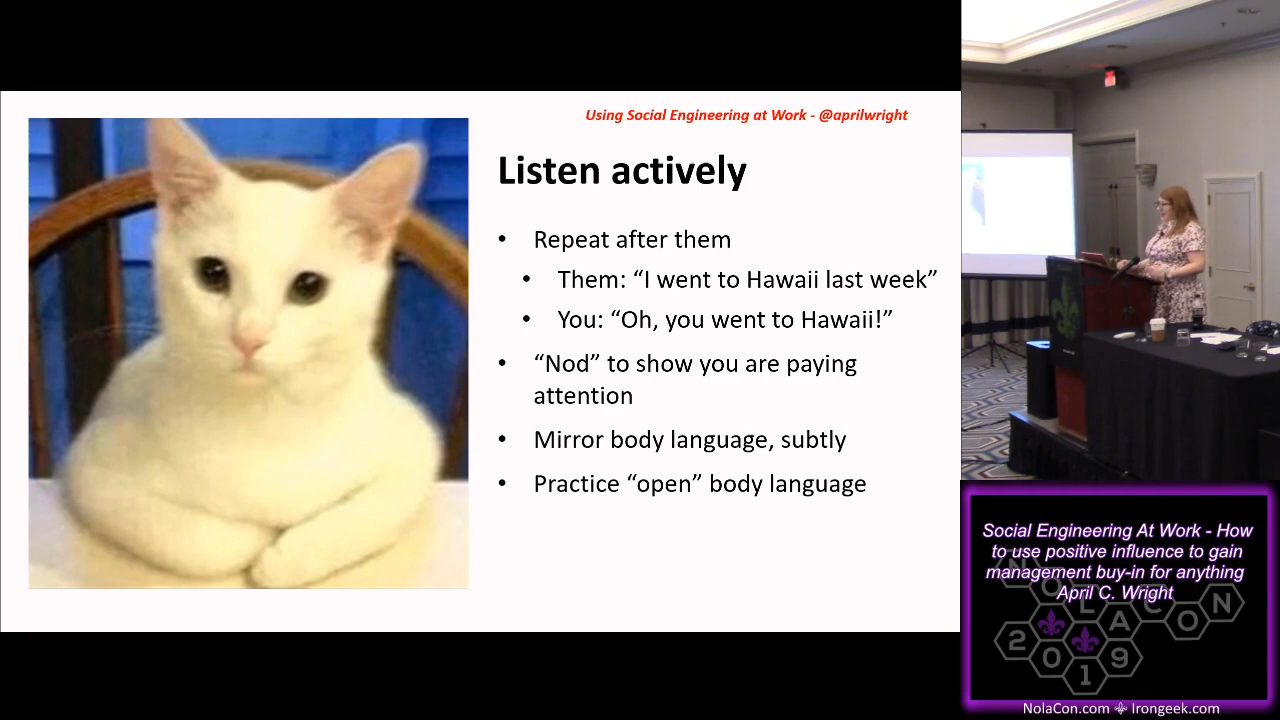 Using Social Engineering at Work - @aprilwright
Listen actively
• Repeat after them
• Them: “I went to Hawaii last week”
• You: “Oh, you went to Hawaii!”
• “Nod” to show you are paying
attention
• Mirror body language, subtly
• Practice “open” body language
Social Engineering At Work - How
to use positive influence to gain
management buy-in for anything
April C. Wright
NOLACON
2019
NolaCon.com ⚜ Irongeek.com